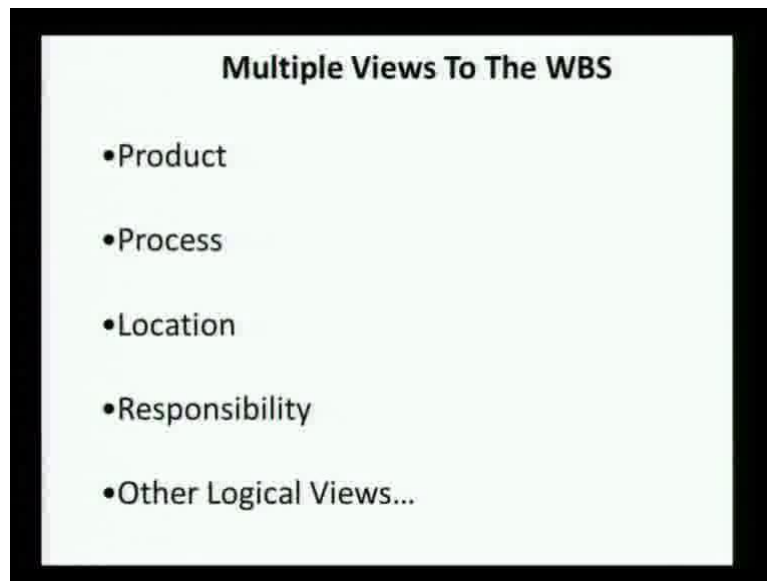 Multiple Views To The WBS
•Product
•Process
•Location
•Responsibility
•Other Logical Views...